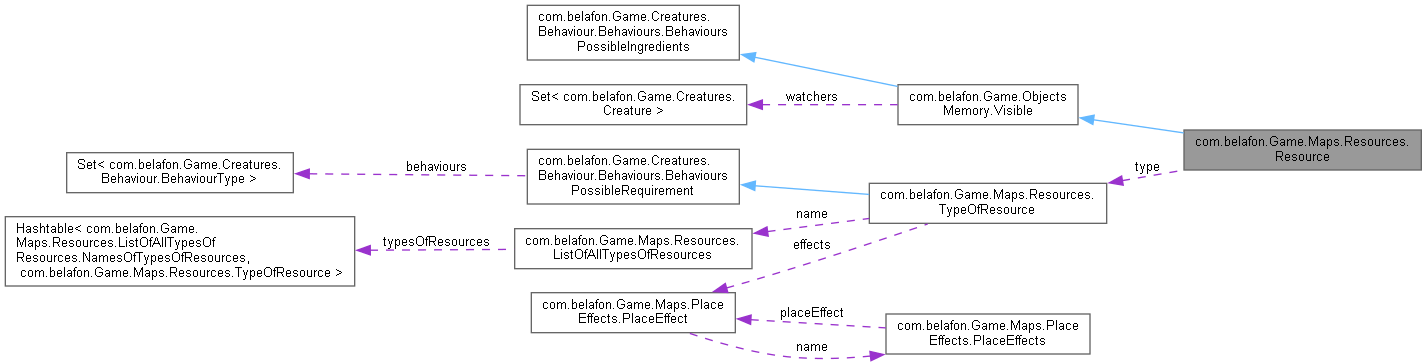 com.belafon.Game.Creatures.
Behaviour.Behaviours.Behaviours
PossibleIngredients
Set< com.belafon.Game.Creatures.
Creature >
watchers
com.belafon.Game.Objects
Memory.Visible
com.belafon.Game.Maps.Resources.
Resource
Set< com.belafon.Game.Creatures.
Behaviour.BehaviourType >
behaviours
com.belafon.Game.Creatures.
Behaviour.Behaviours.Behaviours
PossibleRequirement
type
com.belafon.Game.Maps.Resources.
TypeOfResource
name
effects
Hashtable< com.belafon.Game.
Maps.Resources.ListOfAllTypesOf
Resources.NamesOfTypesOfResources,
com.belafon.Game.Maps.Resources.TypeOfResource >
typesOfResources
com.belafon.Game.Maps.Resources.
ListOfAllTypesOfResources
com.belafon.Game.Maps.Place
Effects.PlaceEffect
placeEffect
name
com.belafon.Game.Maps.Place
Effects.PlaceEffects